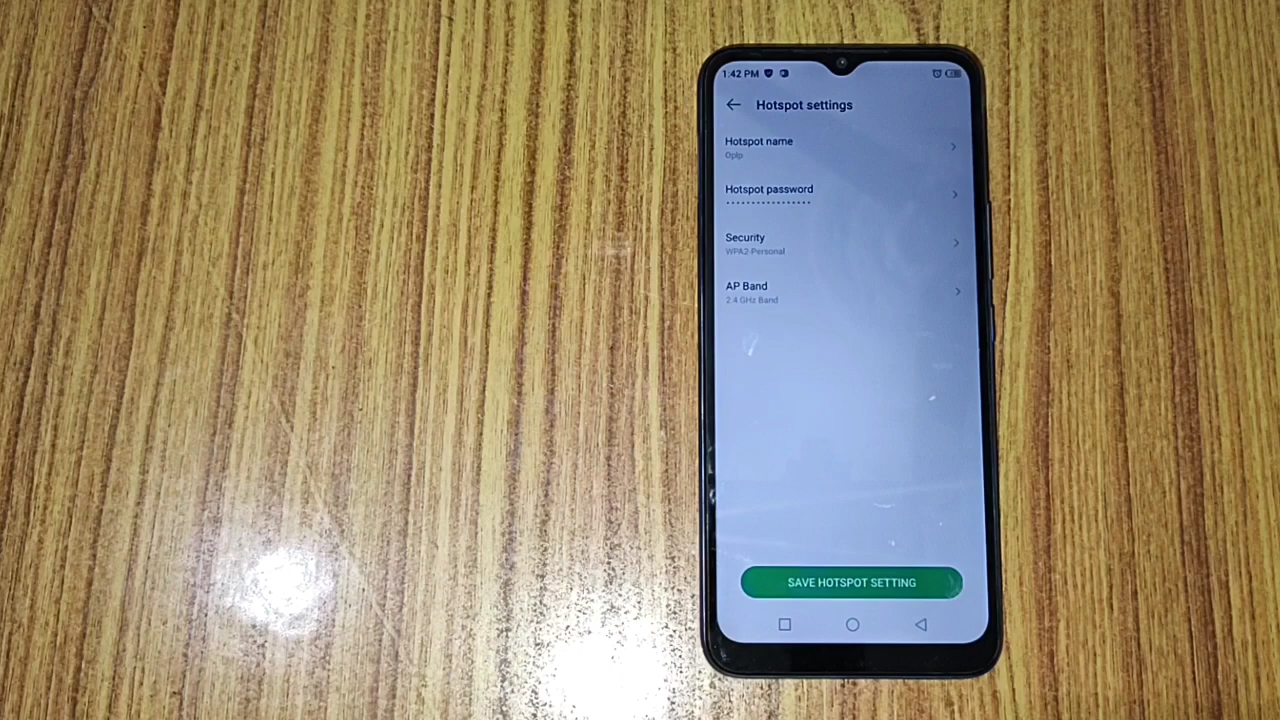 1:42 PM
Hotspot settings
Hotspot name
Oplp
Hotspot password
•••••••••••••••••
Security
WPA2-Personal
AP Band
2.4 GHz Band
SAVE HOTSPOT SETTING